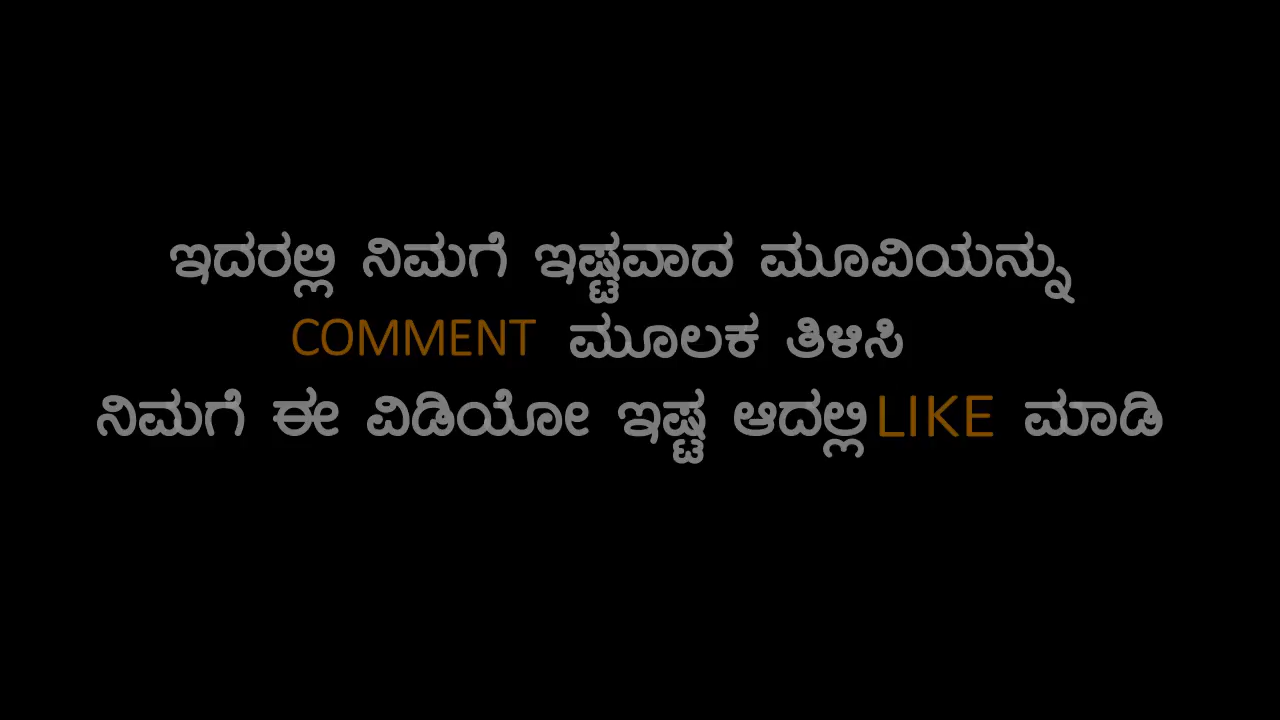 ಇದರಲ್ಲಿ ನಿಮಗೆ ಇಷ್ಟವಾದ ಮೂವಿಯನ್ನು
COMMENT ಮೂಲಕ ತಿಳಿಸಿ
ನಿಮಗೆ ಈ ವಿಡಿಯೋ ಇಷ್ಟ ಆದಲ್ಲಿ LIKE ಮಾಡಿ